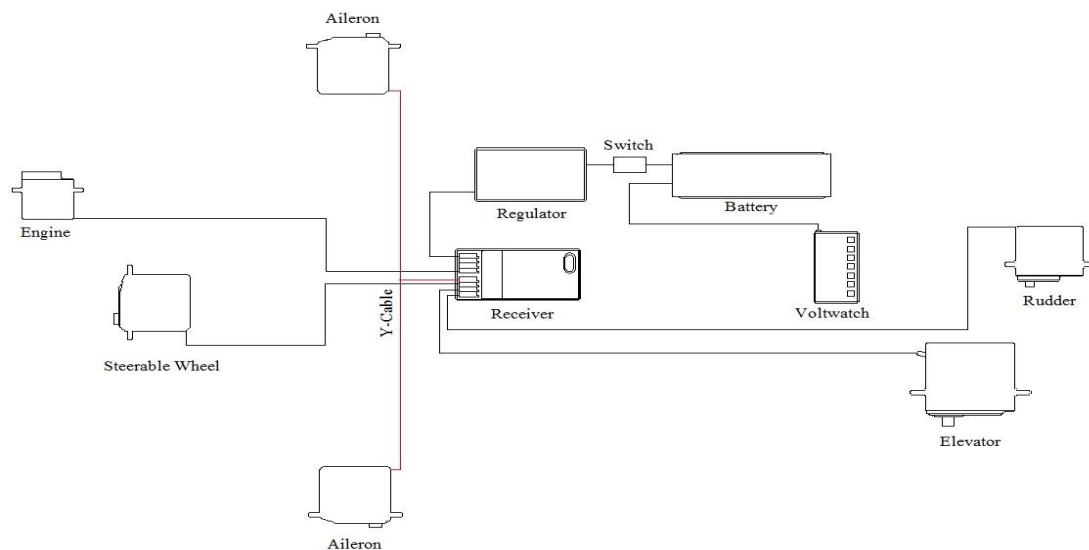 Aileron
Switch
Regulator
Battery
Engine
Y-Cable
Receiver
Voltwatch
Rudder
Steerable Wheel
Elevator
Aileron